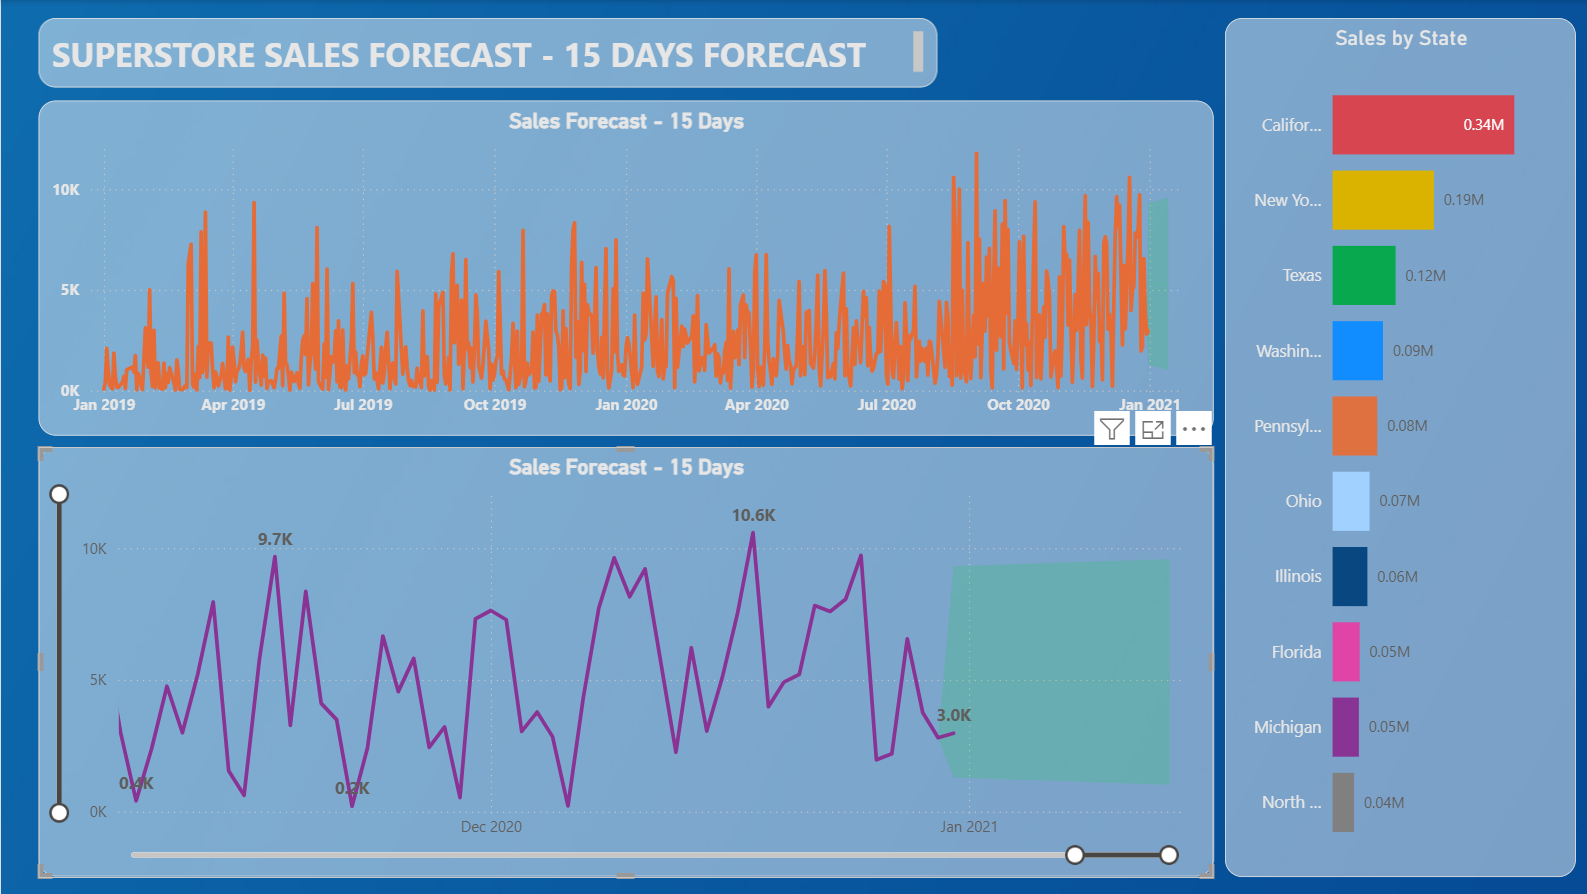 SUPERSTORE SALES FORECAST - 15 DAYS FORECAST
Sales Forecast - 15 Days
10K
5K
0K
Jan 2019
Apr 2019
Jul 2019
Oct 2019
Jan 2020
Apr 2020
Jul 2020
Oct 2020
Jan 2021
Sales Forecast - 15 Days
10K
5K
0K
0.4K
9.7K
0.2K
10.6K
3.0K
Dec 2020
Jan 2021
Sales by State
Califor... 0.34M
New Yo... 0.19M
Texas 0.12M
Washin... 0.09M
Pennsyl... 0.08M
Ohio 0.07M
Illinois 0.06M
Florida 0.05M
Michigan 0.05M
North ... 0.04M